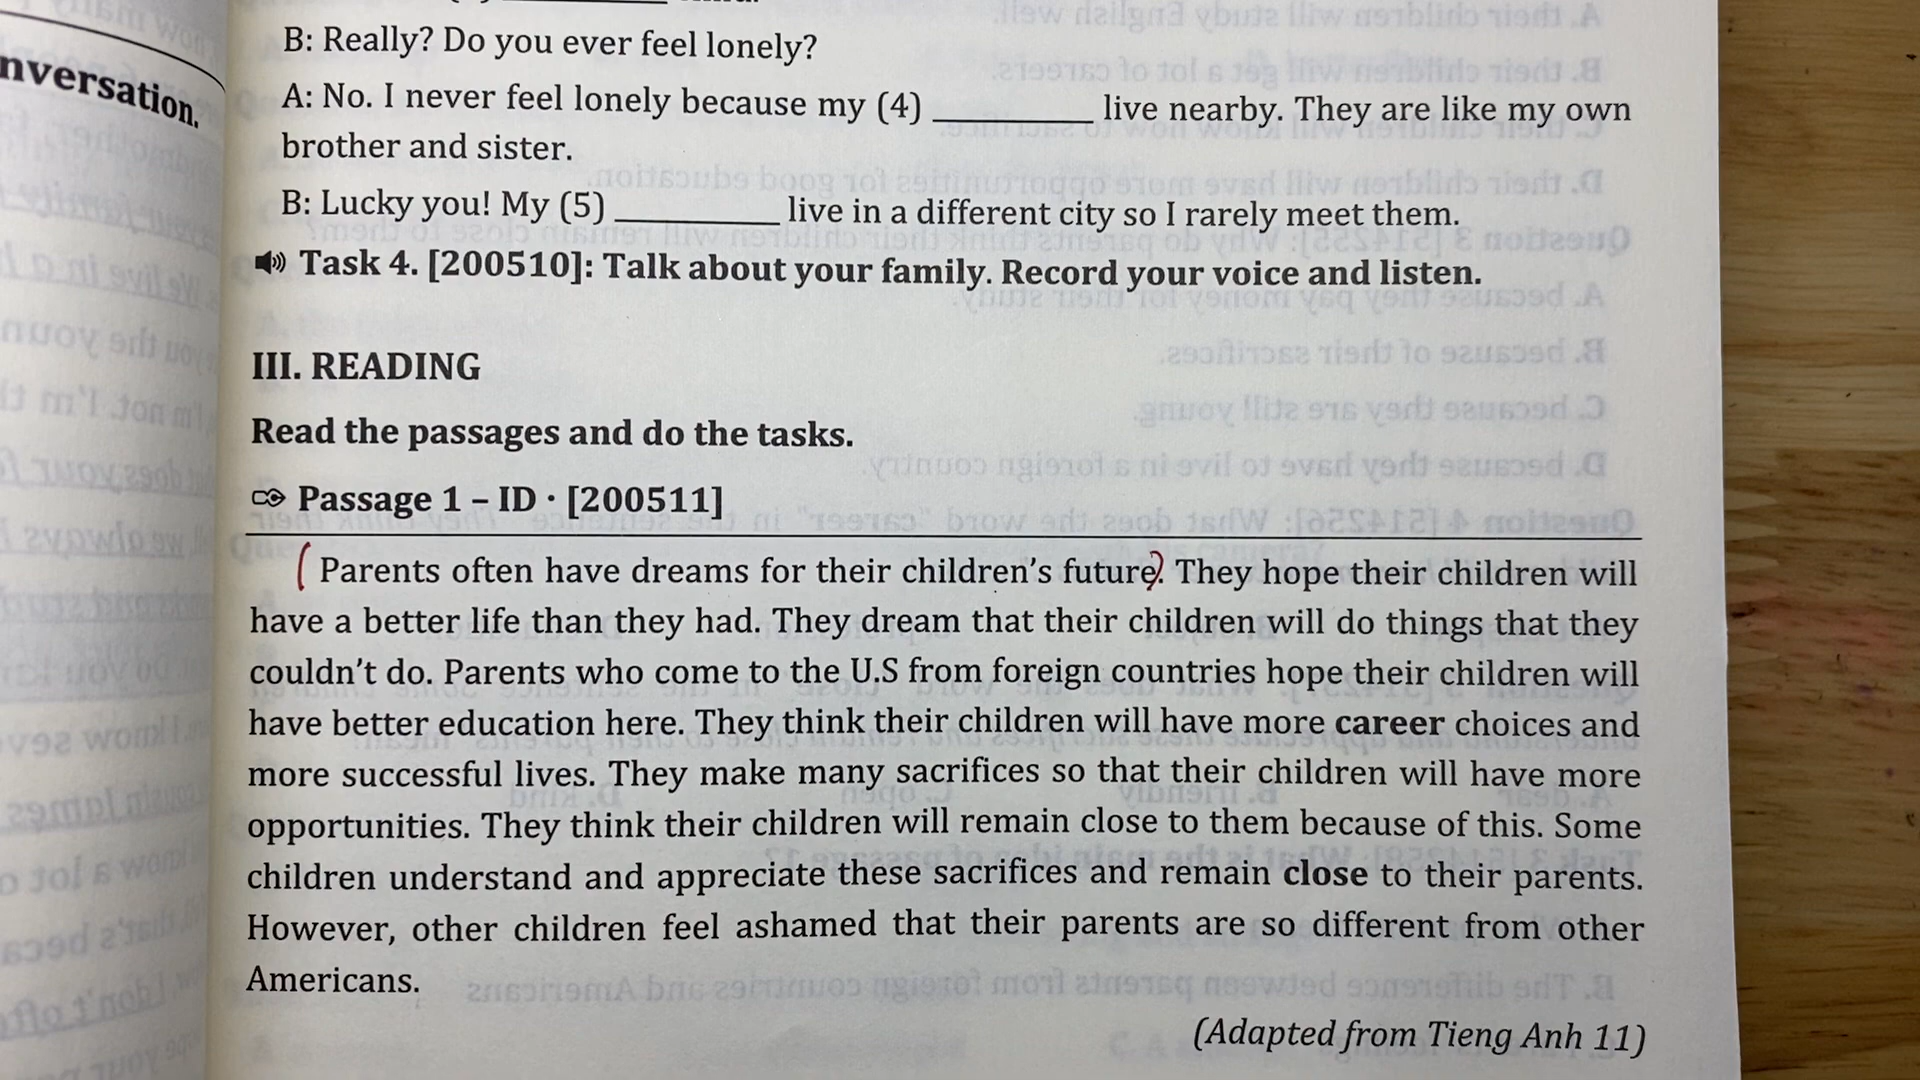 nversation.
B: Really? Do you ever feel lonely?
A: No. I never feel lonely because my (4) __________ live nearby. They are like my own
brother and sister.
B: Lucky you! My (5) __________ live in a different city so I rarely meet them.
Task 4. [200510]: Talk about your family. Record your voice and listen.
III. READING
Read the passages and do the tasks.
Passage 1 – ID · [200511]
Parents often have dreams for their children's future. They hope their children will
have a better life than they had. They dream that their children will do things that they
couldn't do. Parents who come to the U.S from foreign countries hope their children will
have better education here. They think their children will have more career choices and
more successful lives. They make many sacrifices so that their children will have more
opportunities. They think their children will remain close to them because of this. Some
children understand and appreciate these sacrifices and remain close to their parents.
However, other children feel ashamed that their parents are so different from other
Americans.
(Adapted from Tieng Anh 11)